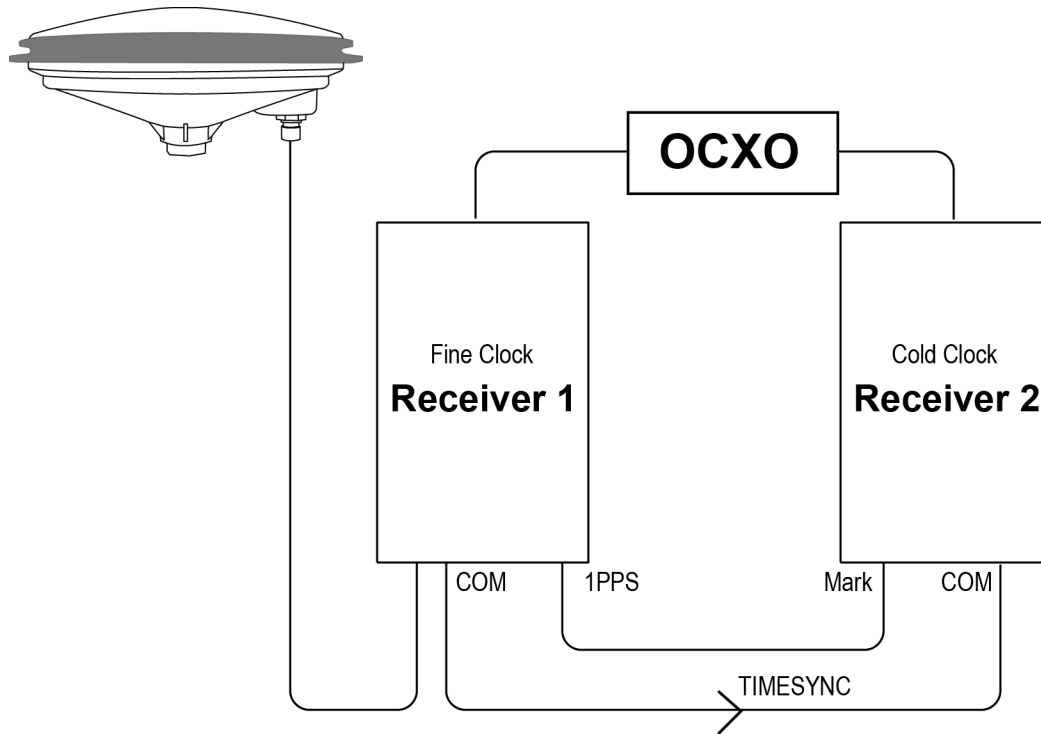 OCXO
Fine Clock
Receiver 1
Cold Clock
Receiver 2
COM
1PPS
Mark
COM
TIMESYNC